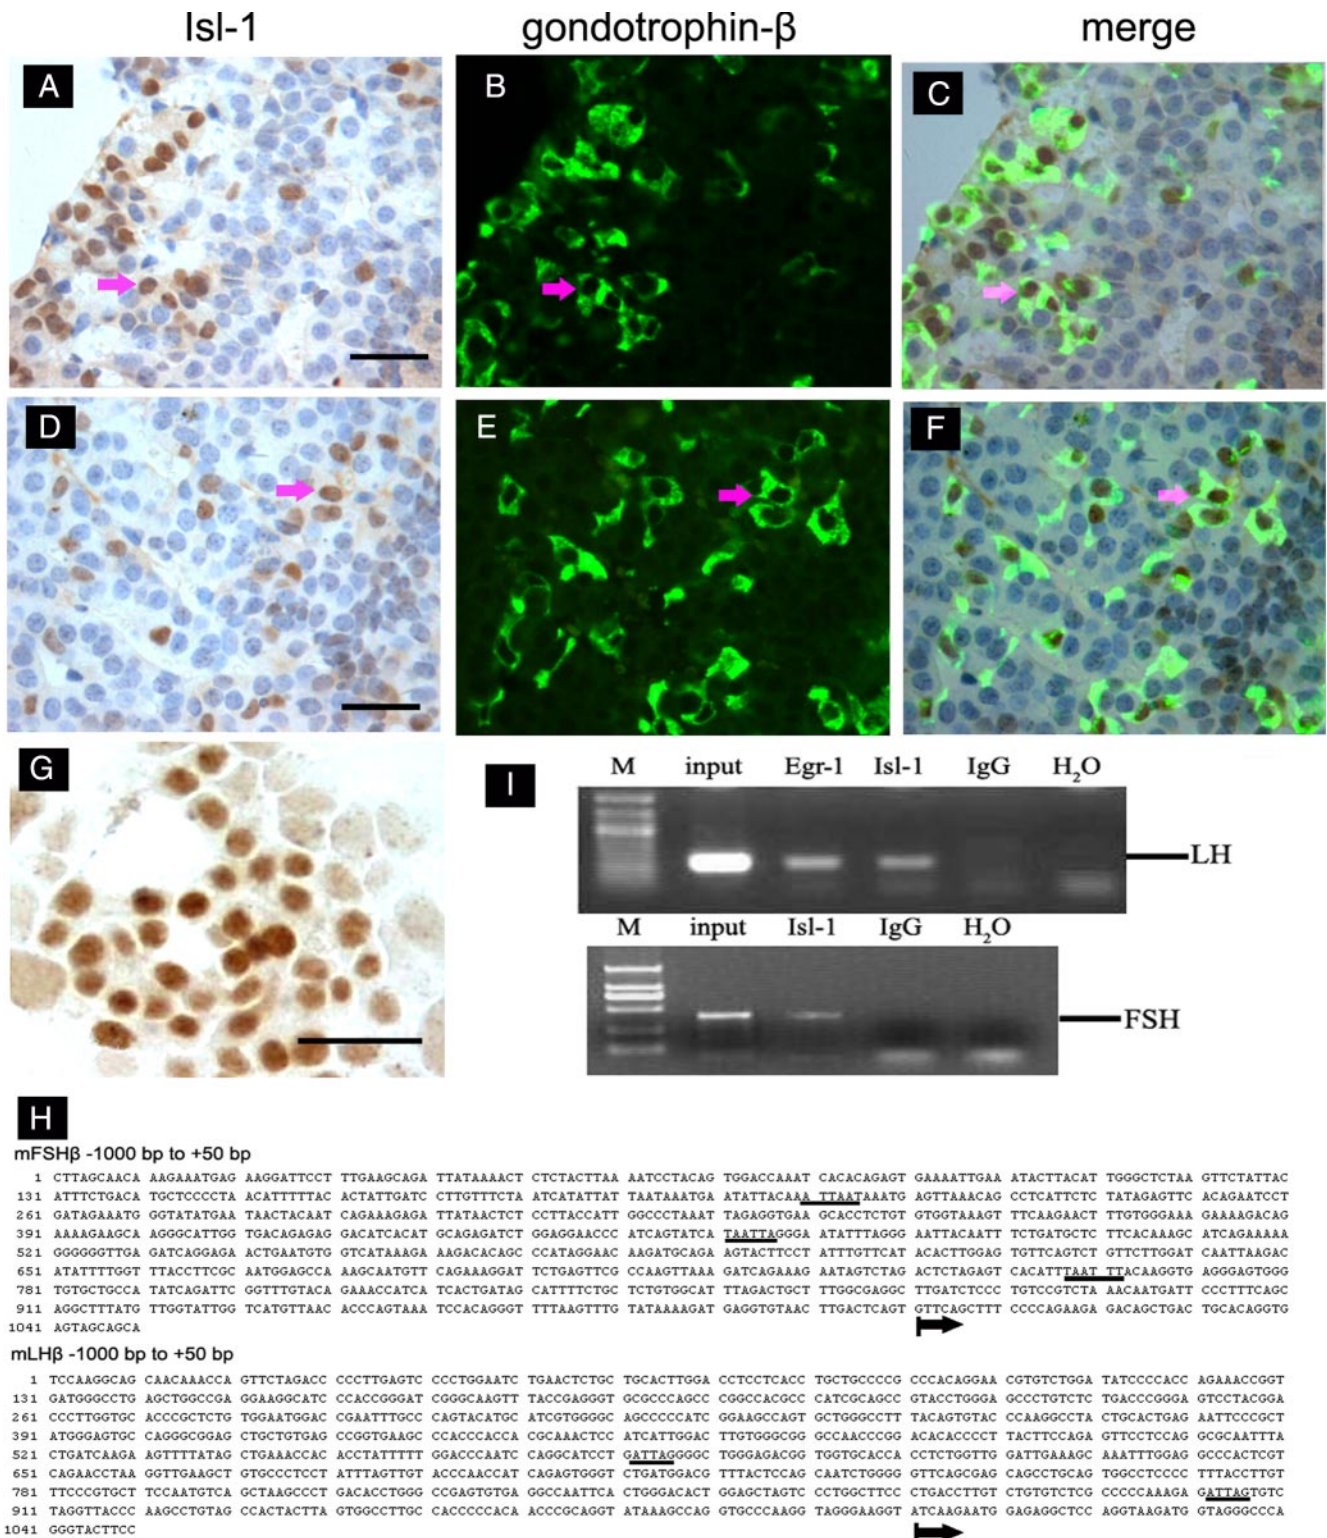 Isl-1 gondotrophin-β merge
A B C
D E F
G I
M input Egr-1 Isl-1 IgG H₂O
LH
M input Isl-1 IgG H₂O
FSH
H
mFSHβ -1000 bp to +50 bp
1 CTTAGCAACA AAGAAATGAG AAGGATTCCT TTGAAGCAGA TTATAAAACT CTCTACTTAA AATCCTACAG TGGACCAAAT CACACAGAGT GAAAATTGAA ATACTTACAT TGGGCTCTAA GTTCTATTAC
131 ATTTCTGACA TGCTCCCCTA ACATTTTTAC ACTATTGATC CTTGTTTCTA ATCATATTAT TAATAAATGA ATATTACAAA TTAATAAATG AGTTAAACAG CCTCATTCTC TATAGAGTTC ACAGAATCCT
261 GATAGAAATG GGTATATGAA TAACTACAAT CAGAAAGAGA TTATAACTCT CCTTACCATT GGCCCTAAAT TAGAGGTGAA GCACCTCTGT GTGGTAAAGT TTCAAGAACT TTGTGGGAAA GAAAAGACAG
391 AAAAGAAGCA AGGGCATTGG TGACAGAGAG GACATCACAT GCAGAGATCT GGAGGAACCC ATCAGTATCA TAATTAGGGA ATATTTAGGG AATTACAATT TCTGATGCTC TTCACAAAGC ATCAGAAAAA
521 GGGGGGTTGA GATCAGGAGA ACTGAATGTG GTCATAAAGA AAGACACAGC CCATAGGAAC AAGATGCAGA AGTACTTCCT ATTTGTTCAT ACACTTGGAG TGTTCAGTCT GTTCTTGGAT CAATTAAGAC
651 ATATTTTGGT TTACCTTCGC AATGGAGCCA AAGCAATGTT CAGAAAGGAT TCTGAGTTCG CCAAGTTAAA GATCAGAAAG AATAGTCTAG ACTCTAGAGT CACATTTAAT TTACAAGGTG AGGGAGTGGG
781 TGTGCTGCCA TATCAGATTC GGTTTGTACA GAAACCATCA TCACTGATAG CATTTTCTGC TCTGTGGCAT TTAGACTGCT TTGGCGAGGC TTGATCTCCC TGTCCGTCTA AACAATGATT CCCTTTCAGC
911 AGGCTTTATG TTGGTATTGG TCATGTTAAC ACCCAGTAAA TCCACAGGGT TTTAAGTTTG TATAAAAGAT GAGGTGTAAC TTGACTCAGT GTTCAGCTTT CCCCAGAAGA GACAGCTGAC TGCACAGGTG
1041 AGTAGCAGCA
mLHβ -1000 bp to +50 bp
1 TCCAAGGCAG CAACAAACCA GTTCTAGACC CCCTTGAGTC CCCTGGAATC TGAACTCTGC TGCACTTGGA CCTCCTCACC TGCTGCCCCG CCCACAGGAA CGTGTCTGGA TATCCCCACC AGAAACCGGT
131 GATGGGCCTG AGCTGGCCGA GGAAGGCATC CCACCGGGAT CGGGCAAGTT TACCGAGGGT GCGCCCAGCC CGGCCACGCC CATCGCAGCC GTACCTGGGA GCCCTGTCTC TGACCCGGGA GTCCTACGGA
261 CCCTTGGTGC ACCCGCTCTG TGGAATGGAC CGAATTTGCC CAGTACATGC ATCGTGGGGC AGCCCCCATC GGAAGCCAGT GCTGGGCCTT TACAGTGTAC CCAAGGCCTA CTGCACTGAG AATTCCCGCT
391 ATGGGAGTGC CAGGGCGGAG CTGCTGTGAG CCGGTGAAGC CACCCACCAC CGCAAACTCC ATCATTGGAC TTGTGGGCGG GCCAACCCGG ACACACCCCT TACTTCCAGA GTTCCTCCAG GCGCAATTTA
521 CTGATCAAGA AGTTTTATAG CTGAAACCAC ACCTATTTTT GGACCCAATC CAGGCATCCT GATTAGGGGC TGGGAGACGG TGGTGCACCA CCTCTGGTTG GATTGAAAGC AAATTTGGAG GCCCACTCGT
651 CAGAACCTAA GGTTGAAGCT GTGCCCTCCT ATTTAGTTGT ACCCAACCAT CAGAGTGGGT CTGATGGACG TTTACTCCAG CAATCTGGGG GGTTCAGCGAG CAGCCTGCAG TGGCCTCCCC TTTACCTTGT
781 TTCCCGTGCT TCCAATGTCA GCTAAGCCCT GACACCTGGG CCGAGTGTGA GGCCAATTCA CTGGGACACT GGAGCTAGTC CCTGGCTTCC CTGACCTTGT CTGTGTCTCG CCCCCAAAGA GATTAGTGTC
911 TAGGTTACCC AAGCCTGTAG CCACTACTTA GTGGCCTTGC CACCCCCACA ACCCGCAGGT ATAAAGCCAG GTGCCCAAGG TAGGGAAGGT ATCAAGAATG GAGAGGCTCC AGGTAAGATG GTAGGGCCCA
1041 GGGTACTTCC